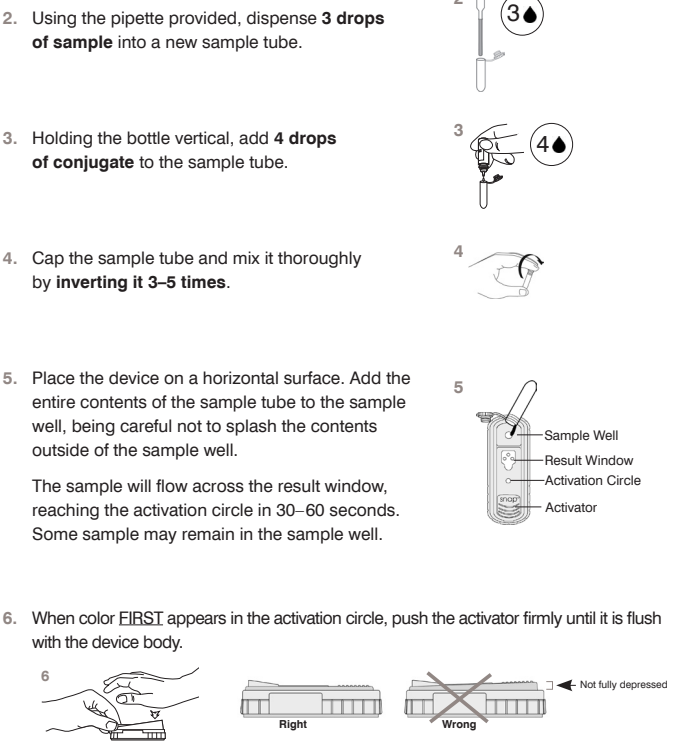 2. Using the pipette provided, dispense 3 drops
of sample into a new sample tube.
2
3
3. Holding the bottle vertical, add 4 drops
of conjugate to the sample tube.
3
4
4. Cap the sample tube and mix it thoroughly
by inverting it 3–5 times.
4
5. Place the device on a horizontal surface. Add the
entire contents of the sample tube to the sample
well, being careful not to splash the contents
outside of the sample well.
The sample will flow across the result window,
reaching the activation circle in 30–60 seconds.
Some sample may remain in the sample well.
5
Sample Well
Result Window
Activation Circle
snap
Activator
6. When color FIRST appears in the activation circle, push the activator firmly until it is flush
with the device body.
6
Right
Wrong
Not fully depressed